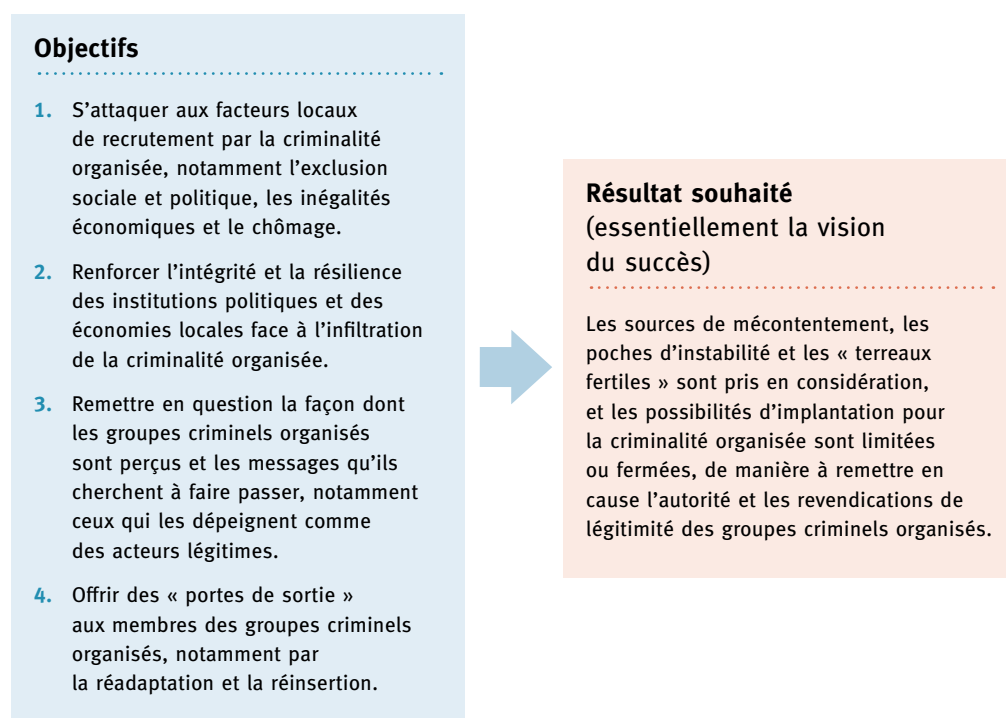 Objectifs
1. S’attaquer aux facteurs locaux
de recrutement par la criminalité
organisée, notamment l’exclusion
sociale et politique, les inégalités
économiques et le chômage.
2. Renforcer l’intégrité et la résilience
des institutions politiques et des
économies locales face à l’infiltration
de la criminalité organisée.
3. Remettre en question la façon dont
les groupes criminels organisés
sont perçus et les messages qu’ils
cherchent à faire passer, notamment
ceux qui les dépeignent comme
des acteurs légitimes.
4. Offrir des « portes de sortie »
aux membres des groupes criminels
organisés, notamment par
la réadaptation et la réinsertion.
Résultat souhaité
(essentiellement la vision
du succès)
Les sources de mécontentement, les
poches d’instabilité et les « terreaux
fertiles » sont pris en considération,
et les possibilités d’implantation pour
la criminalité organisée sont limitées
ou fermées, de manière à remettre en
cause l’autorité et les revendications de
légitimité des groupes criminels organisés.